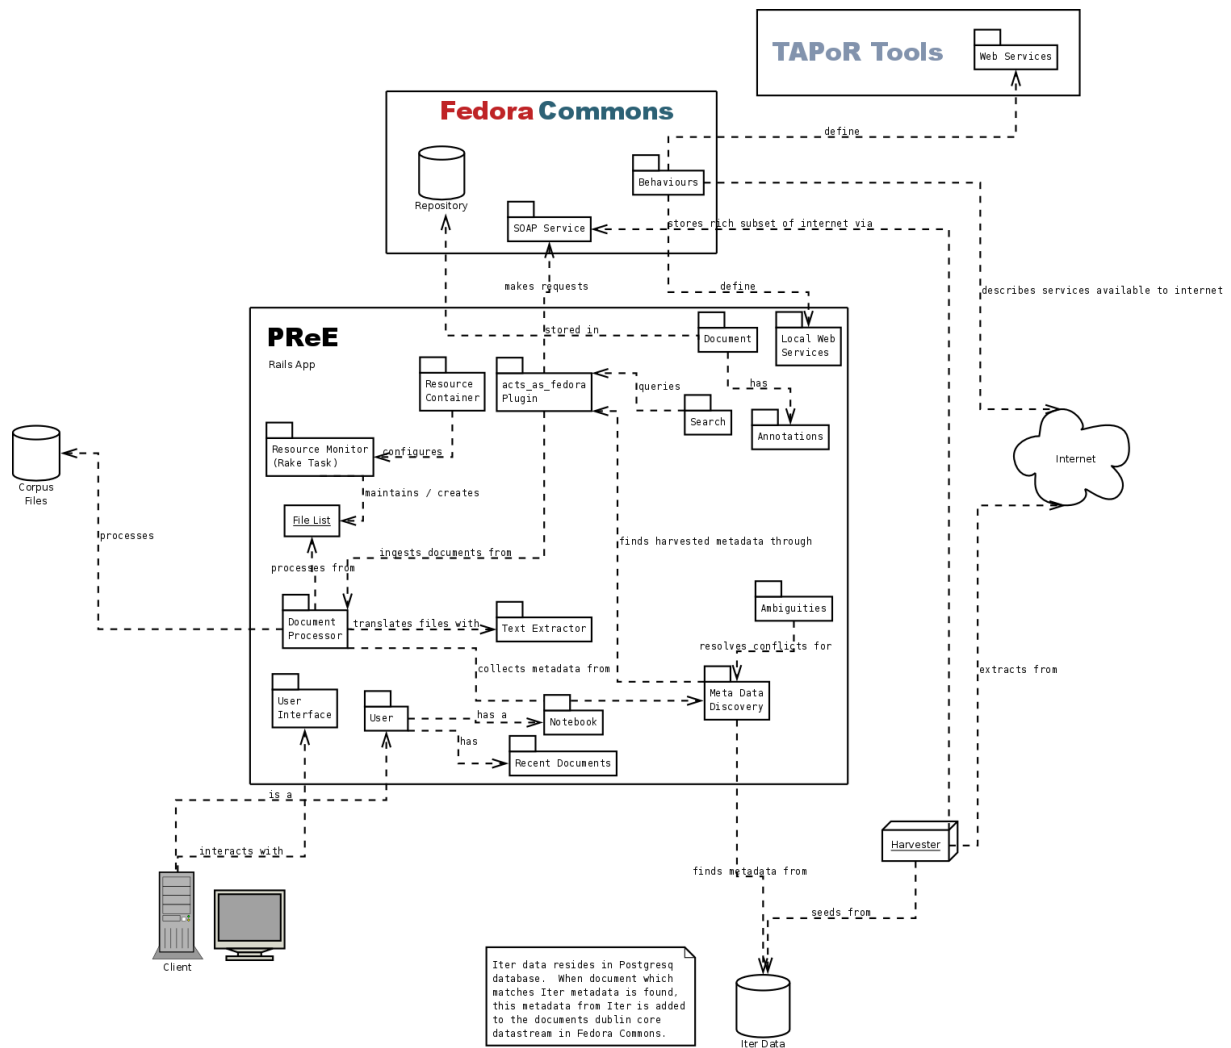 TAPoR Tools
Web Services
Fedora Commons
define
Repository
Behaviours
SOAP Service
stores rich subset of internet via
makes requests
define
describes services available to internet
PReE
Rails App
stored in
Document
Local Web
Services
Resource
Container
acts_as_fedora
Plugin
queries
has
Search
Annotations
Resource Monitor
(Rake Task)
configures
Internet
Corpus
Files
maintains / creates
File List
processes
ingests documents from
finds harvested metadata through
processes from
Ambiguities
Document
Processor
translates files with
Text Extractor
resolves conflicts for
collects metadata from
extracts from
User
Interface
User
has a
Notebook
Meta Data
Discovery
has
Recent Documents
is a
interacts with
Harvester
finds metadata from
seeds from
Client
Iter data resides in Postgresq
database. When document which
matches Iter metadata is found,
this metadata from Iter is added
to the documents dublin core
datastream in Fedora Commons.
Iter Data